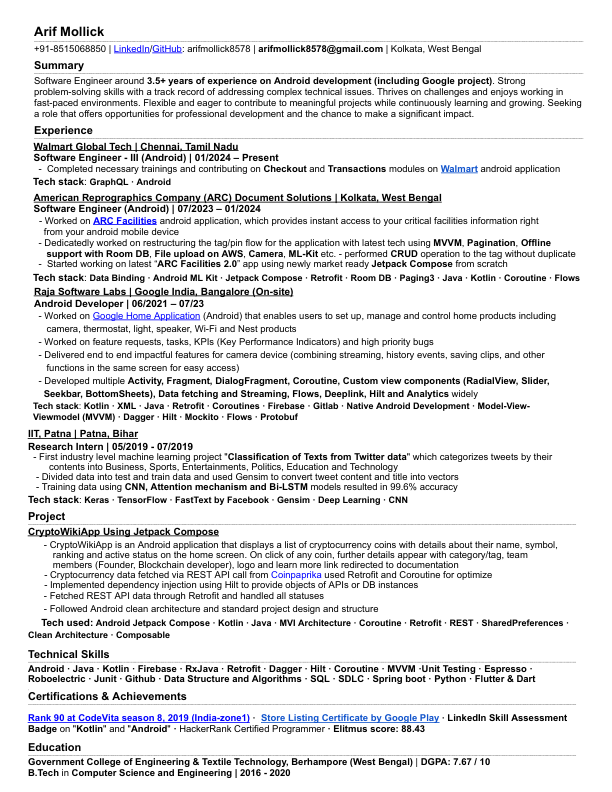 Arif Mollick
+91-8515068850 | LinkedIn/GitHub: arifmollick8578 | arifmollick8578@gmail.com | Kolkata, West Bengal
Summary
Software Engineer around 3.5+ years of experience on Android development (including Google project). Strong
problem-solving skills with a track record of addressing complex technical issues. Thrives on challenges and enjoys working in
fast-paced environments. Flexible and eager to contribute to meaningful projects while continuously learning and growing. Seeking
a role that offers opportunities for professional development and the chance to make a significant impact.
Experience
Walmart Global Tech | Chennai, Tamil Nadu
Software Engineer - III (Android) | 01/2024 – Present
- Completed necessary trainings and contributing on Checkout and Transactions modules on Walmart android application
Tech stack: GraphQL · Android
American Reprographics Company (ARC) Document Solutions | Kolkata, West Bengal
Software Engineer (Android) | 07/2023 – 01/2024
- Worked on ARC Facilities android application, which provides instant access to your critical facilities information right
from your android mobile device
- Dedicatedly worked on restructuring the tag/pin flow for the application with latest tech using MVVM, Pagination, Offline
support with Room DB, File upload on AWS, Camera, ML-Kit etc. - performed CRUD operation to the tag without duplicate
- Started working on latest “ARC Facilities 2.0” app using newly market ready Jetpack Compose from scratch
Tech stack: Data Binding · Android ML Kit · Jetpack Compose · Retrofit · Room DB · Paging3 · Java · Kotlin · Coroutine · Flows
Raja Software Labs | Google India, Bangalore (On-site)
Android Developer | 06/2021 – 07/23
- Worked on Google Home Application (Android) that enables users to set up, manage and control home products including
camera, thermostat, light, speaker, Wi-Fi and Nest products
- Worked on feature requests, tasks, KPIs (Key Performance Indicators) and high priority bugs
- Delivered end to end impactful features for camera device (combining streaming, history events, saving clips, and other
functions in the same screen for easy access)
- Developed multiple Activity, Fragment, DialogFragment, Coroutine, Custom view components (RadialView, Slider,
Seekbar, BottomSheets), Data fetching and Streaming, Flows, Deeplink, Hilt and Analytics widely
Tech stack: Kotlin · XML · Java · Retrofit · Coroutines · Firebase · Gitlab · Native Android Development · Model-View-
Viewmodel (MVVM) · Dagger · Hilt · Mockito · Flows · Protobuf
IIT, Patna | Patna, Bihar
Research Intern | 05/2019 - 07/2019
- First industry level machine learning project "Classification of Texts from Twitter data" which categorizes tweets by their
contents into Business, Sports, Entertainments, Politics, Education and Technology
- Divided data into test and train data and used Gensim to convert tweet content and title into vectors
- Training data using CNN, Attention mechanism and Bi-LSTM models resulted in 99.6% accuracy
Tech stack: Keras · TensorFlow · FastText by Facebook · Gensim · Deep Learning · CNN
Project
CryptoWikiApp Using Jetpack Compose
- CryptoWikiApp is an Android application that displays a list of cryptocurrency coins with details about their name, symbol,
ranking and active status on the home screen. On click of any coin, further details appear with category/tag, team
members (Founder, Blockchain developer), logo and learn more link redirected to documentation
- Cryptocurrency data fetched via REST API call from Coinpaprika used Retrofit and Coroutine for optimize
- Implemented dependency injection using Hilt to provide objects of APIs or DB instances
- Fetched REST API data through Retrofit and handled all statuses
- Followed Android clean architecture and standard project design and structure
Tech used: Android Jetpack Compose · Kotlin · Java · MVI Architecture · Coroutine · Retrofit · REST · SharedPreferences ·
Clean Architecture · Composable
Technical Skills
Android · Java · Kotlin · Firebase · RxJava · Retrofit · Dagger · Hilt · Coroutine · MVVM ·Unit Testing · Espresso ·
Roboelectric · Junit · Github · Data Structure and Algorithms · SQL · SDLC · Spring boot · Python · Flutter & Dart
Certifications & Achievements
Rank 90 at CodeVita season 8, 2019 (India-zone1) · Store Listing Certificate by Google Play · LinkedIn Skill Assessment
Badge on "Kotlin" and "Android" · HackerRank Certified Programmer · Elitmus score: 88.43
Education
Government College of Engineering & Textile Technology, Berhampore (West Bengal) | DGPA: 7.67 / 10
B.Tech in Computer Science and Engineering | 2016 - 2020